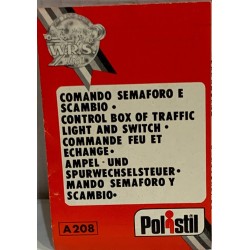 W.R.S.
COMANDO SEMAFORO E
SCAMBIO •
CONTROL BOX OF TRAFFIC
LIGHT AND SWITCH •
COMMANDE FEU ET
ECHANGE •
AMPEL - UND
SPURWECHSELSTEUER •
MANDO SEMAFORO Y
SCAMBIO •
A208
Polistil